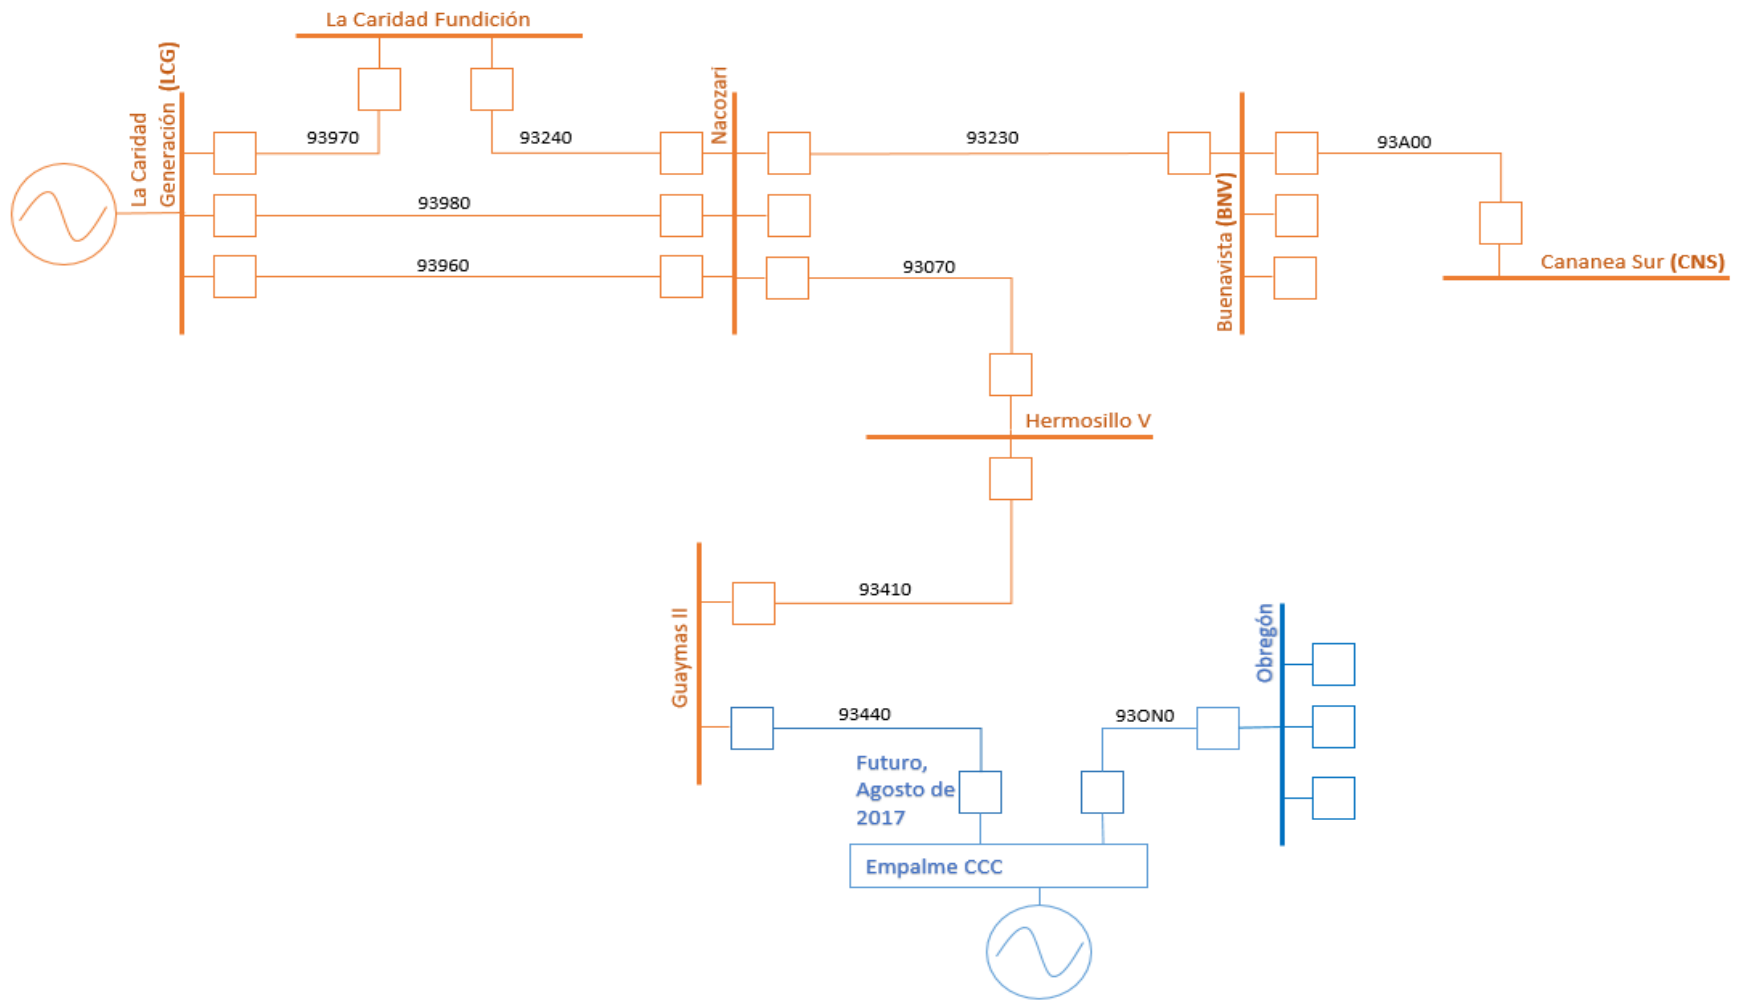 La Caridad Fundición
La Caridad
Generación (LCG)
93970
93240
Nacozari
93230
93A00
93980
93960
93070
Buenavista (BNV)
Cananea Sur (CNS)
Hermosillo V
93410
Guaymas II
Obregón
93440
93ON0
Futuro,
Agosto de
2017
Empalme CCC